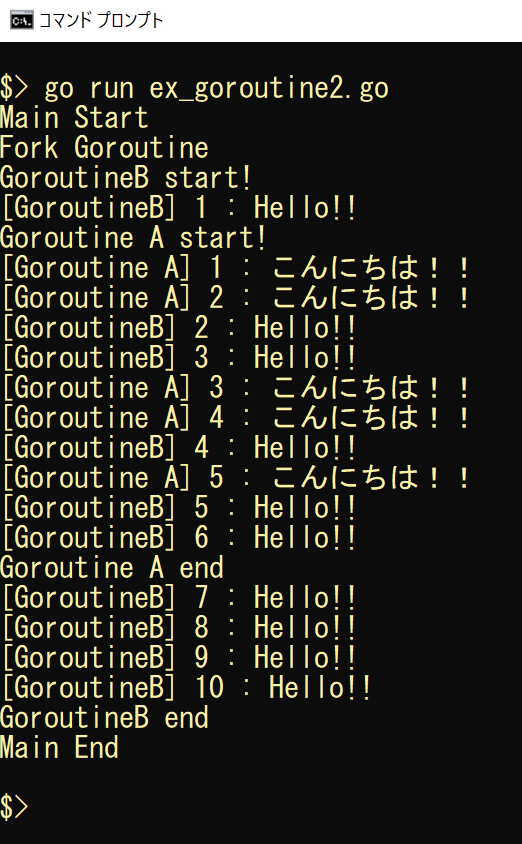 コマンド プロンプト
$> go run ex_goroutine2.go
Main Start
Fork Goroutine
GoroutineB start!
[GoroutineB] 1 : Hello!!
Goroutine A start!
[Goroutine A] 1 : こんにちは！！
[Goroutine A] 2 : こんにちは！！
[GoroutineB] 2 : Hello!!
[GoroutineB] 3 : Hello!!
[Goroutine A] 3 : こんにちは！！
[Goroutine A] 4 : こんにちは！！
[GoroutineB] 4 : Hello!!
[Goroutine A] 5 : こんにちは！！
[GoroutineB] 5 : Hello!!
[GoroutineB] 6 : Hello!!
Goroutine A end
[GoroutineB] 7 : Hello!!
[GoroutineB] 8 : Hello!!
[GoroutineB] 9 : Hello!!
[GoroutineB] 10 : Hello!!
GoroutineB end
Main End
$>